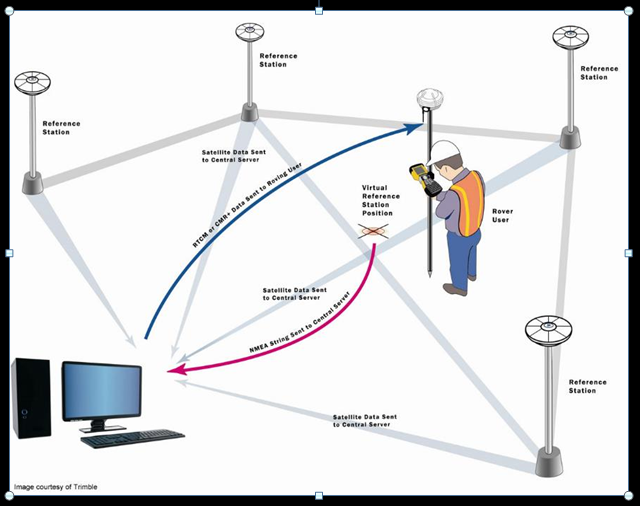 Reference
Station
Reference
Station
Reference
Station
Satellite Data Sent
to Central Server
RTCM or CMR+ Data Sent to Roving User
Virtual
Reference
Station
Position
Rover
User
Satellite Data Sent
to Central Server
NMEA String Sent to Central Server
Reference
Station
Satellite Data Sent
to Central Server
Image courtesy of Trimble